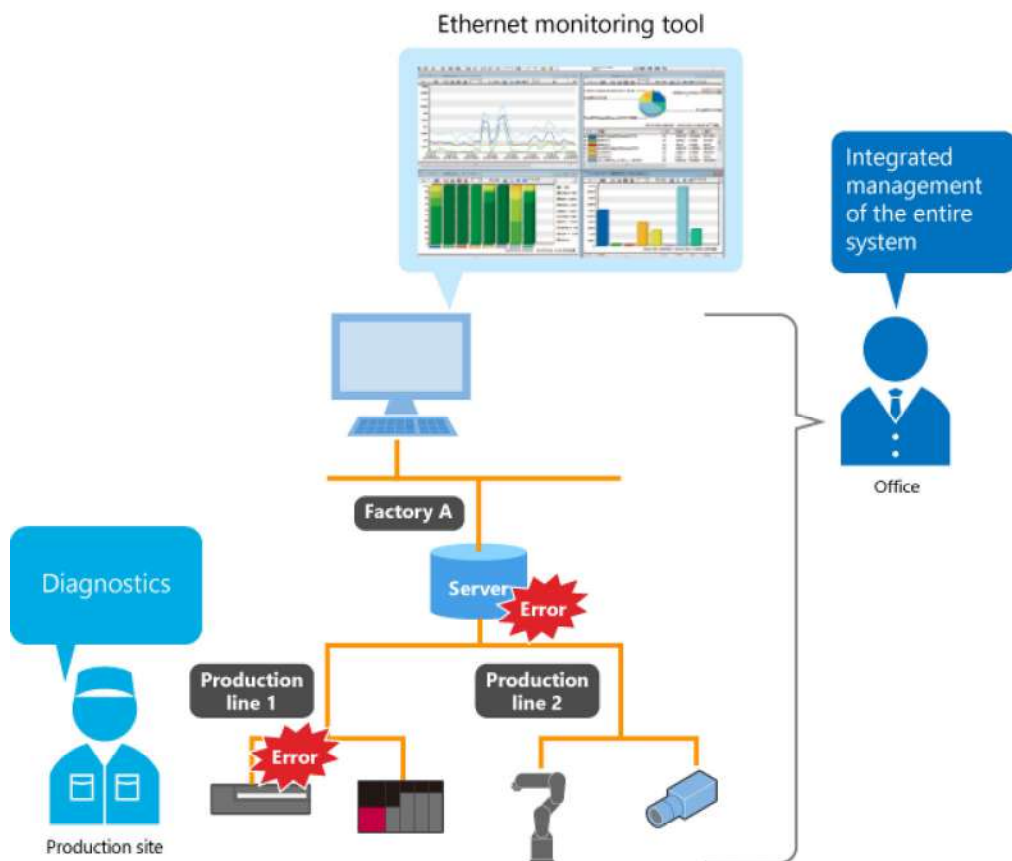 Ethernet monitoring tool
Integrated
management
of the entire
system
Office
Factory A
Server
Error
Diagnostics
Production
line 1
Production
line 2
Error
Production site